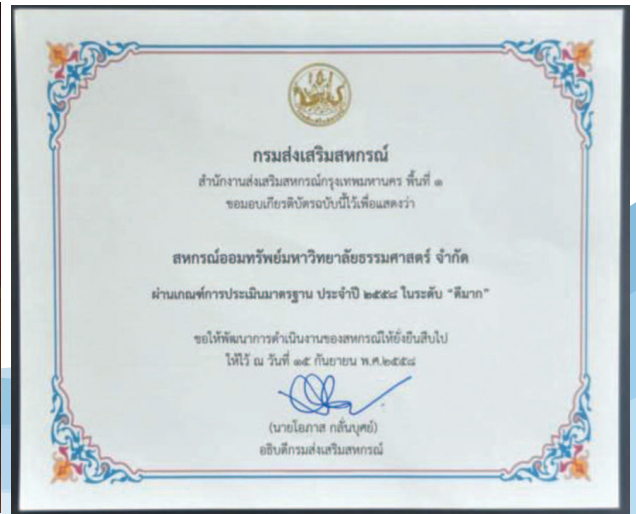 กรมส่งเสริมสหกรณ์
สำนักงานส่งเสริมสหกรณ์กรุงเทพมหานคร พื้นที่ ๑
ขอมอบเกียรติบัตรฉบับนี้ไว้เพื่อแสดงว่า
สหกรณ์ออมทรัพย์มหาวิทยาลัยธรรมศาสตร์ จำกัด
ผ่านเกณฑ์การประเมินมาตรฐาน ประจำปี ๒๕๕๘ ในระดับ “ดีมาก”
ขอให้พัฒนาการดำเนินงานของสหกรณ์ให้ยั่งยืนสืบไป
ให้ไว้ ณ วันที่ ๑๕ กันยายน พ.ศ.๒๕๕๘
(นายโอภาส กลั่นบุศย์)
อธิบดีกรมส่งเสริมสหกรณ์